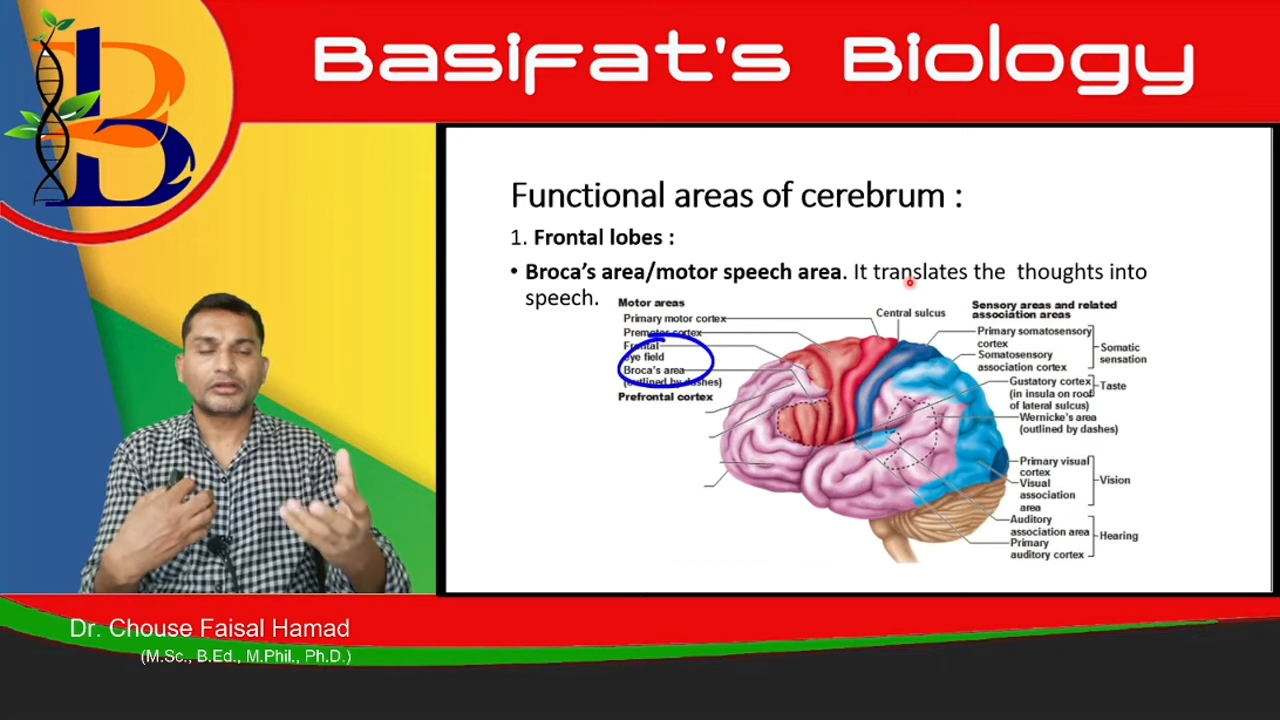 Basifat's Biology
Functional areas of cerebrum :
1. Frontal lobes :
• Broca's area/motor speech area. It translates the thoughts into
speech.
Motor areas
Primary motor cortex
Premotor cortex
Frontal
eye field
Broca's area
(outlined by dashes)
Prefrontal cortex
Central sulcus
Sensory areas and related
association areas
Primary somatosensory
cortex
Somatosensory
association cortex
Somatic
sensation
Gustatory cortex
(in insula on roof
of lateral sulcus)
Taste
Wernicke's area
(outlined by dashes)
Primary visual
cortex
Visual
association
area
Vision
Auditory
association area
Primary
auditory cortex
Hearing
Dr. Chouse Faisal Hamad
(M.Sc., B.Ed., M.Phil., Ph.D.)